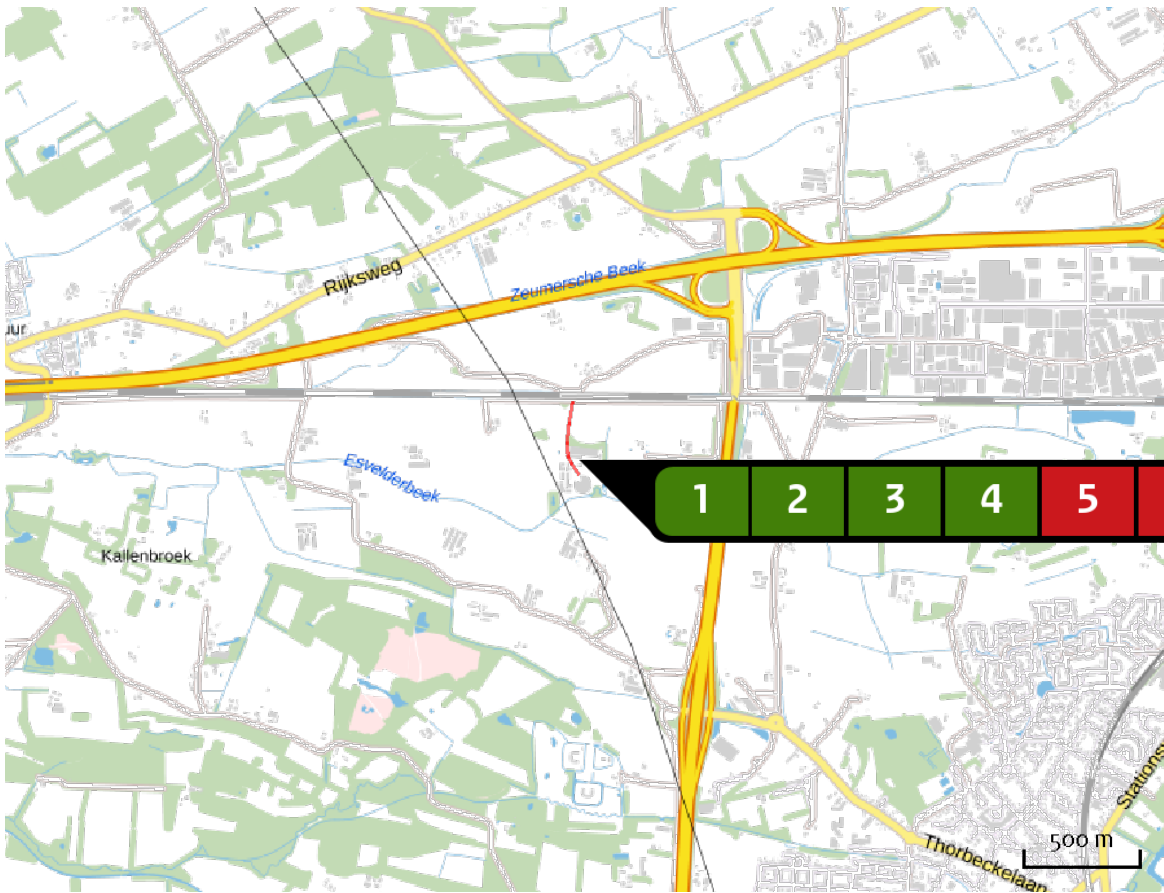 Rijksweg
Zeumersche Beek
uur
Esvelderbeek
1 2 3 4 5
Kallenbroek
Stations
500 m
Thorbeckelaan